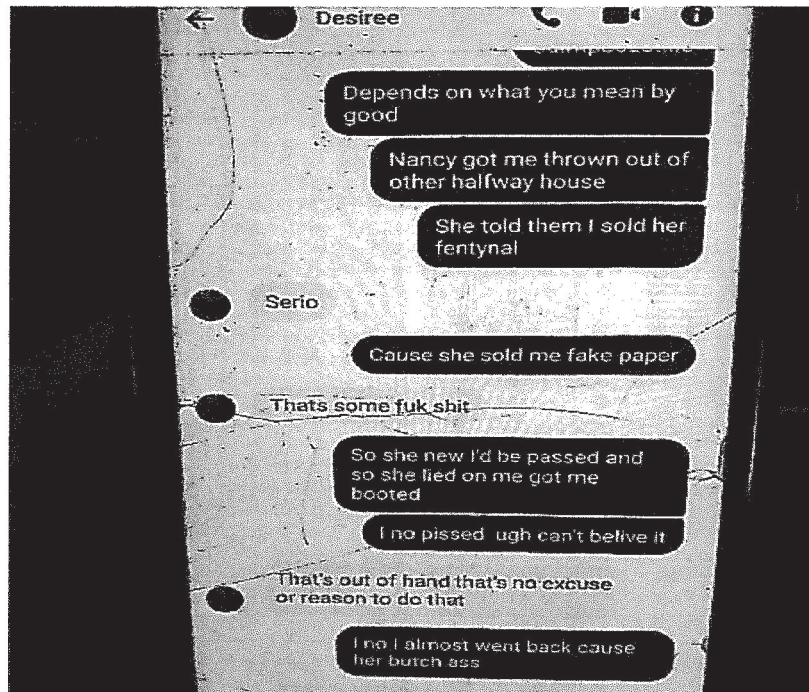 Desiree
Depends on what you mean by
good
Nancy got me thrown out of
other halfway house
She told them I sold her
fentynal
Serio
Cause she sold me fake paper
Thats some fuk shit
So she new I'd be passed and
so she lied on me got me
booted
I no pissed ugh can't belive it
That's out of hand that's no excuse
or reason to do that
I no I almost went back cause
her butch ass